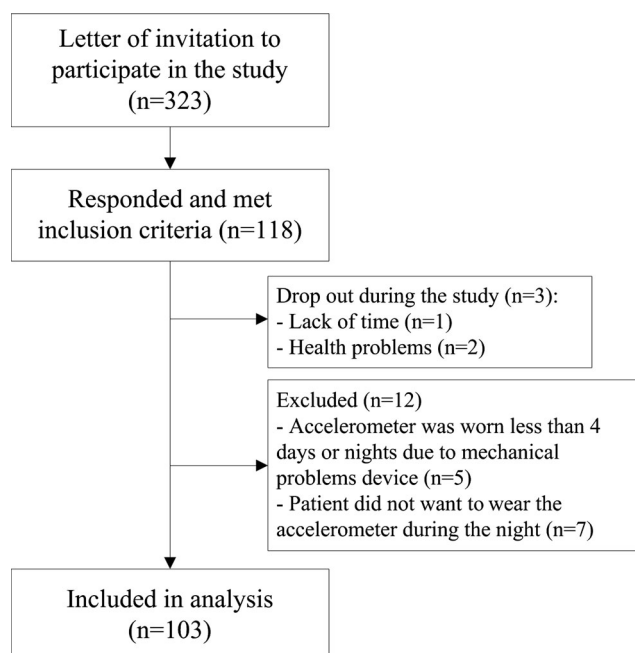 Letter of invitation to
participate in the study
(n=323)
Responded and met
inclusion criteria (n=118)
Drop out during the study (n=3):
- Lack of time (n=1)
- Health problems (n=2)
Excluded (n=12)
- Accelerometer was worn less than 4
days or nights due to mechanical
problems device (n=5)
- Patient did not want to wear the
accelerometer during the night (n=7)
Included in analysis
(n=103)